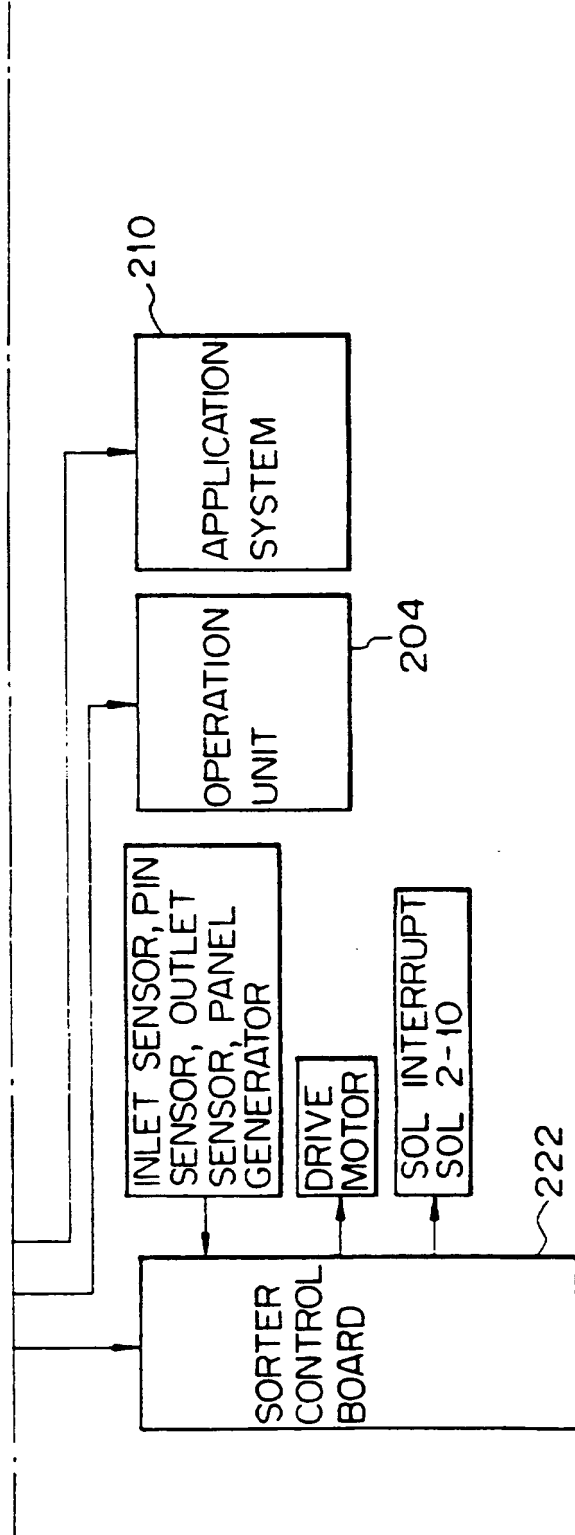 SORTER
CONTROL
BOARD
222
INLET SENSOR, PIN
SENSOR, OUTLET
SENSOR, PANEL
GENERATOR
DRIVE
MOTOR
SOL INTERRUPT
SOL 2-10
OPERATION
UNIT
204
APPLICATION
SYSTEM
210